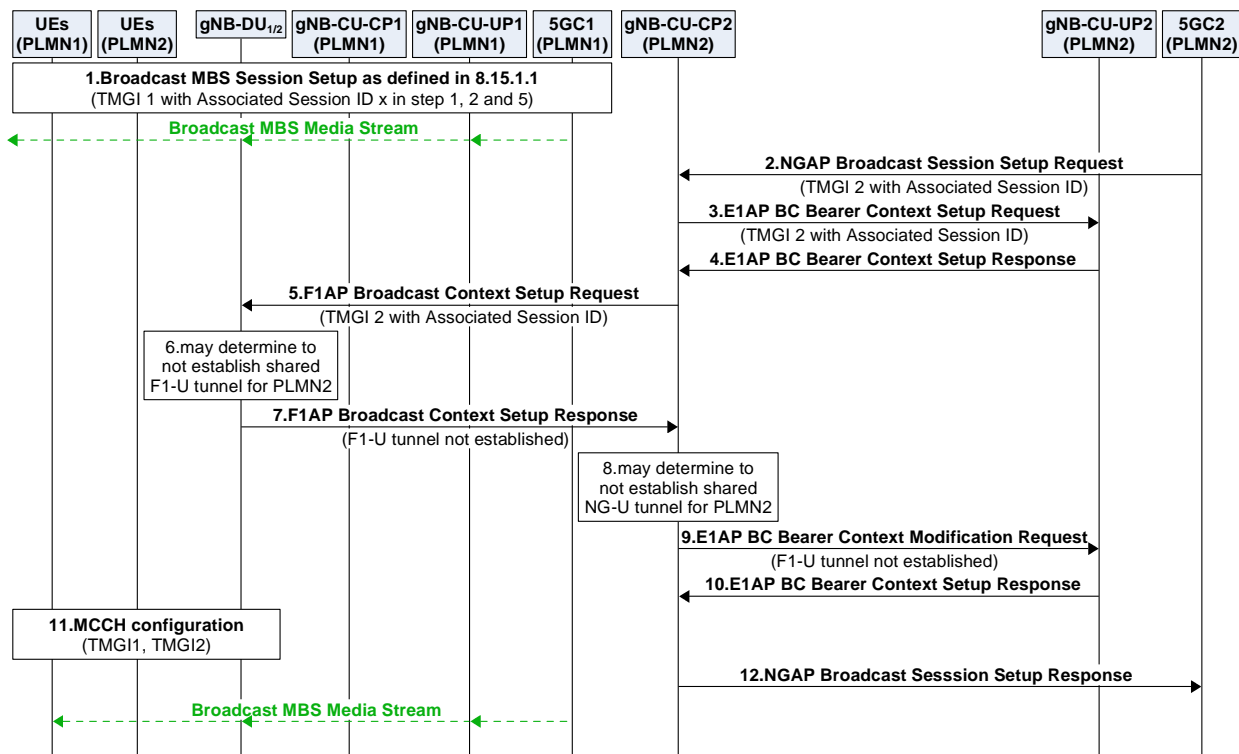 UEs
(PLMN1)
UEs
(PLMN2)
gNB-DU1/2
gNB-CU-CP1
(PLMN1)
gNB-CU-UP1
(PLMN1)
5GC1
(PLMN1)
gNB-CU-CP2
(PLMN2)
gNB-CU-UP2
(PLMN2)
5GC2
(PLMN2)
1.Broadcast MBS Session Setup as defined in 8.15.1.1
(TMGI 1 with Associated Session ID x in step 1, 2 and 5)
Broadcast MBS Media Stream
2.NGAP Broadcast Session Setup Request
(TMGI 2 with Associated Session ID)
3.E1AP BC Bearer Context Setup Request
(TMGI 2 with Associated Session ID)
4.E1AP BC Bearer Context Setup Response
5.F1AP Broadcast Context Setup Request
(TMGI 2 with Associated Session ID)
6.may determine to
not establish shared
F1-U tunnel for PLMN2
7.F1AP Broadcast Context Setup Response
(F1-U tunnel not established)
8.may determine to
not establish shared
NG-U tunnel for PLMN2
9.E1AP BC Bearer Context Modification Request
(F1-U tunnel not established)
10.E1AP BC Bearer Context Setup Response
11.MCCH configuration
(TMGI1, TMGI2)
12.NGAP Broadcast Sesssion Setup Response
Broadcast MBS Media Stream